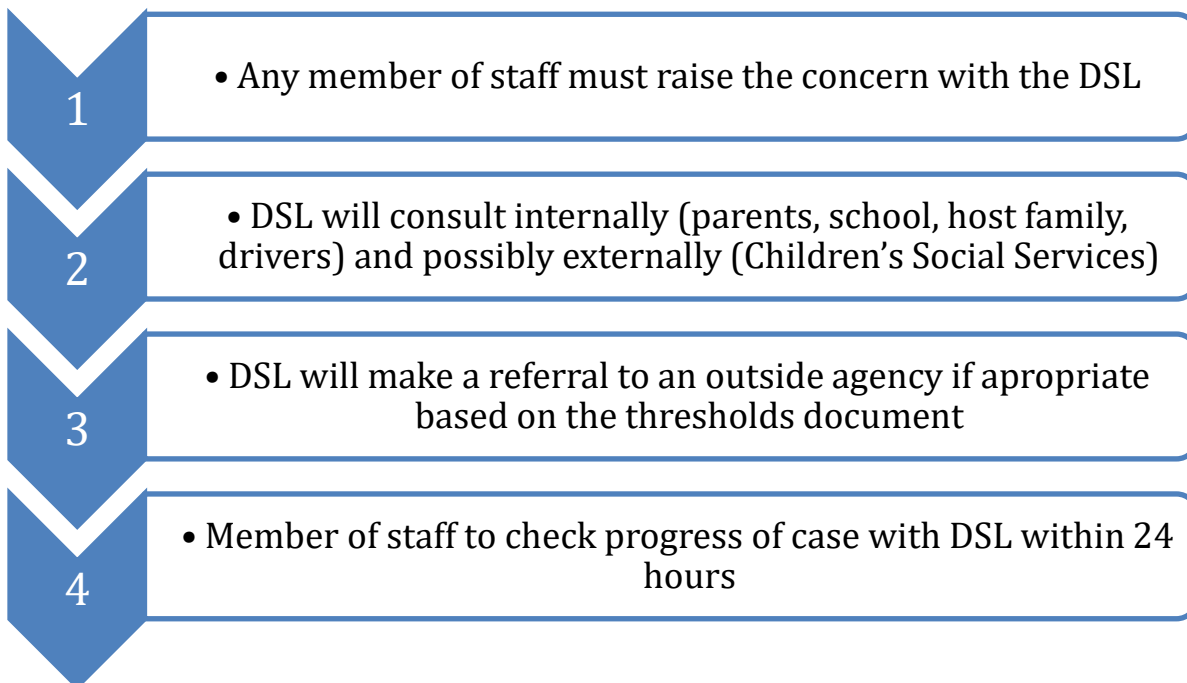 1
• Any member of staff must raise the concern with the DSL
2
• DSL will consult internally (parents, school, host family,
drivers) and possibly externally (Children’s Social Services)
3
• DSL will make a referral to an outside agency if apropriate
based on the thresholds document
4
• Member of staff to check progress of case with DSL within 24
hours